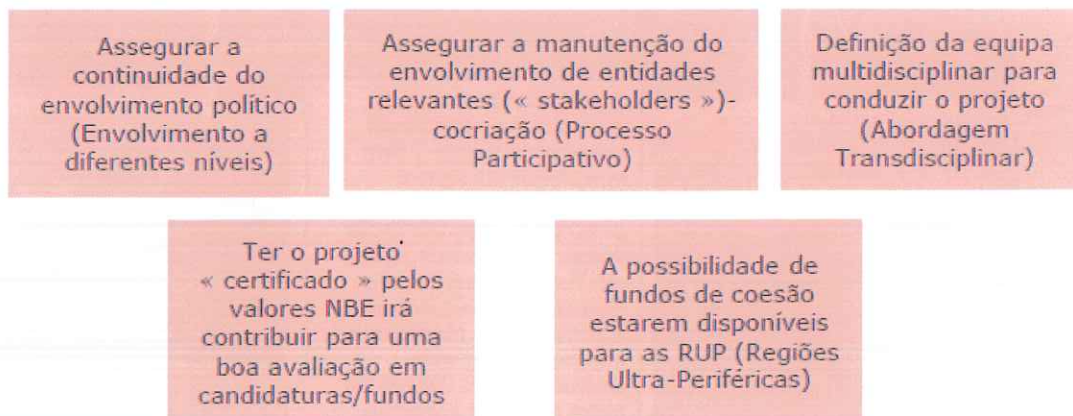 Assegurar a
continuidade do
envolvimento político
(Envolvimento a
diferentes níveis)
Assegurar a manutenção do
envolvimento de entidades
relevantes (« stakeholders »)-
cocriação (Processo
Participativo)
Definição da equipa
multidisciplinar para
conduzir o projeto
(Abordagem
Transdisciplinar)
Ter o projeto
« certificado » pelos
valores NBE irá
contribuir para uma
boa avaliação em
candidaturas/fundos
A possibilidade de
fundos de coesão
estarem disponíveis
para as RUP (Regiões
Ultra-Periféricas)